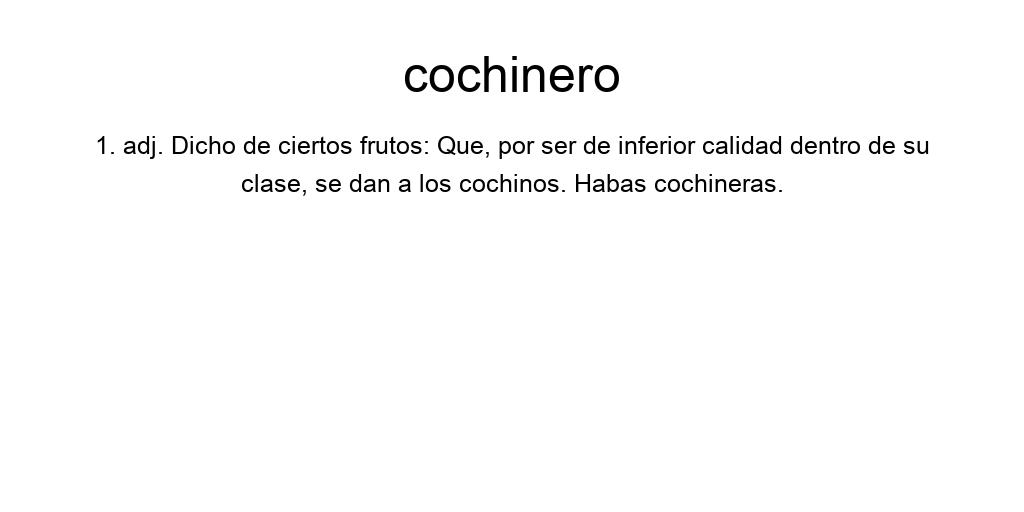 cochinero
1. adj. Dicho de ciertos frutos: Que, por ser de inferior calidad dentro de su
clase, se dan a los cochinos. Habas cochineras.